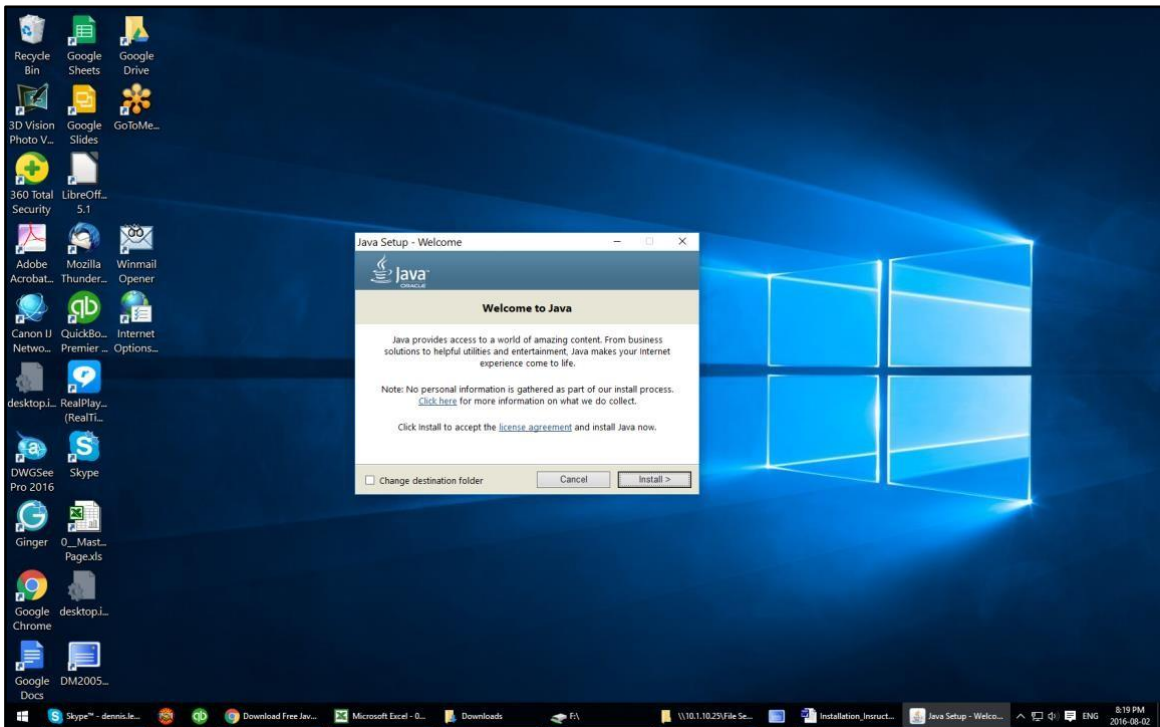 Recycle Bin
Google Sheets
Google Drive
3D Vision Photo V...
Google Slides
GoToMe...
360 Total Security
LibreOff... 5.1
Adobe Acrobat...
Mozilla Thunder...
Winmail Opener
Canon IJ Netwo...
QuickBo... Premier ...
Internet Options...
desktop.i...
RealPlay... (RealTi...
DWGSee Pro 2016
Skype
Ginger
0__Mast... Page.xls
Google Chrome
desktop.i...
Google Docs
DM2005...
Java Setup - Welcome
Java
ORACLE
Welcome to Java
Java provides access to a world of amazing content. From business
solutions to helpful utilities and entertainment, Java makes your internet
experience come to life.
Note: No personal information is gathered as part of our install process.
Click here for more information on what we do collect.
Click Install to accept the license agreement and install Java now.
Change destination folder
Cancel
Install >
Skype™ - dennis.le...
Download Free Jav...
Microsoft Excel - 0...
Downloads
F:\
\\10.1.10.25\File Se...
Installation_Insruct...
Java Setup - Welco...
ENG
8:19 PM
2016-08-02